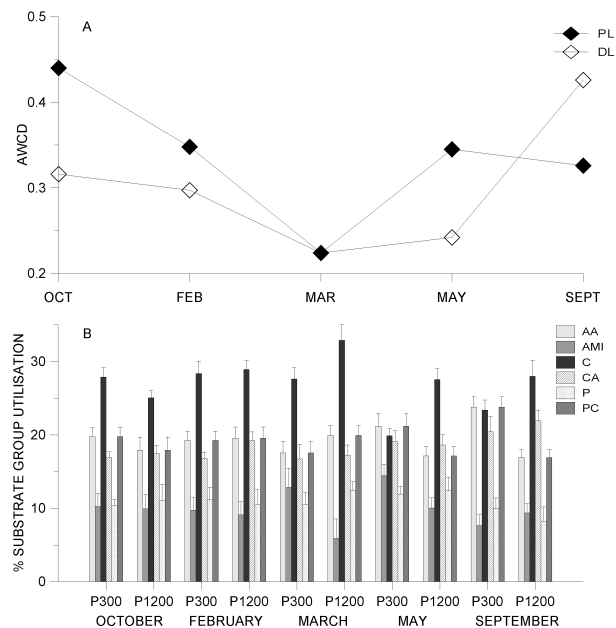 0.5
A
PL
DL
0.4
AWCD
0.3
0.2
OCT FEB MAR MAY SEPT
B
AA
AMI
C
CA
P
PC
% SUBSTRATE GROUP UTILISATION
30
20
10
0
P300 P1200 P300 P1200 P300 P1200 P300 P1200 P300 P1200
OCTOBER FEBRUARY MARCH MAY SEPTEMBER